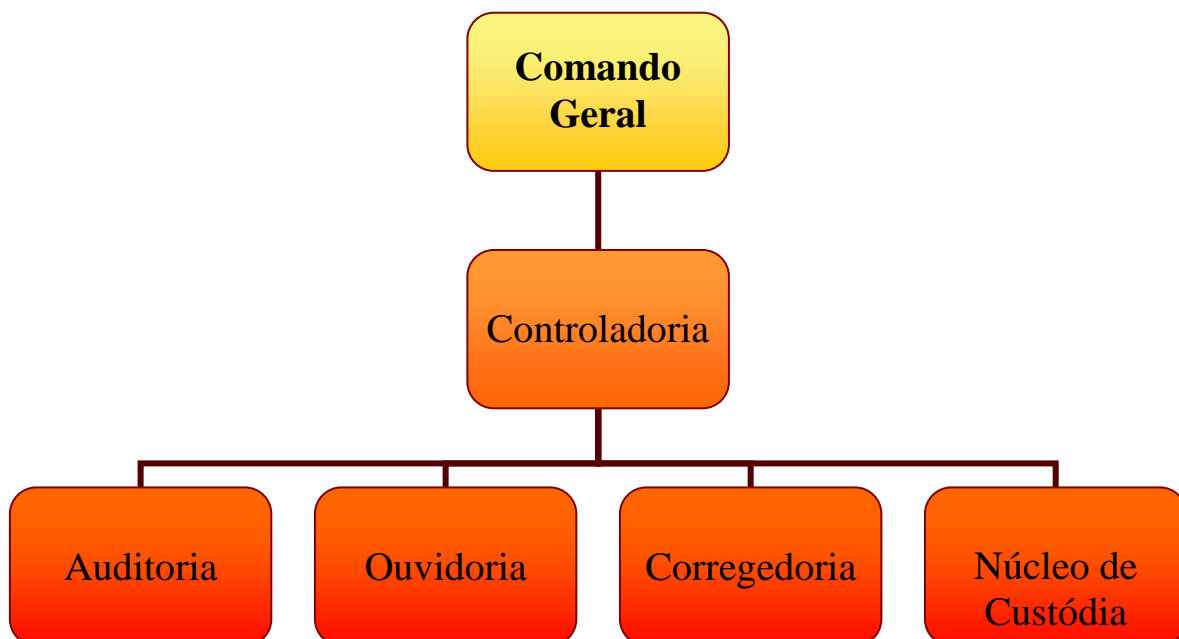 Comando
Geral
Controladoria
Auditoria
Ouvidoria
Corregedoria
Núcleo de
Custódia